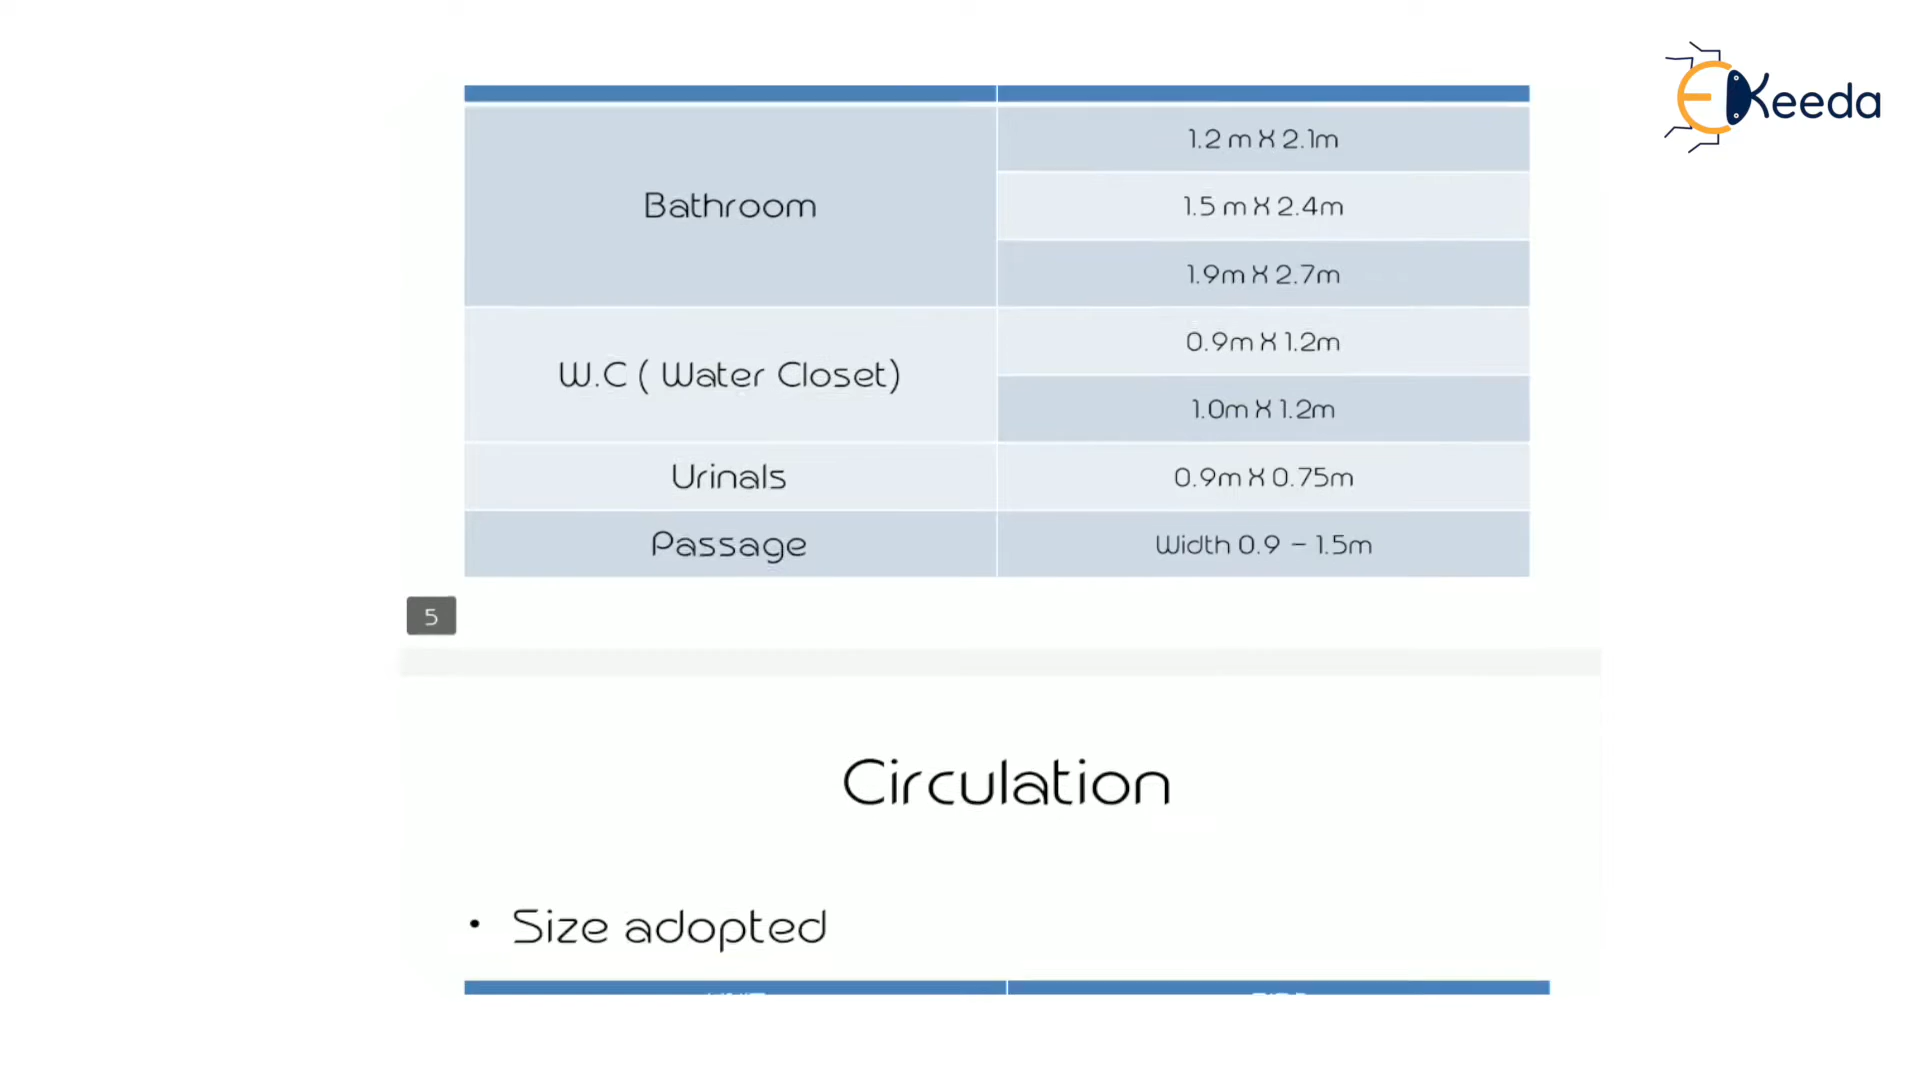 EKeeda
Bathroom
1.2 m X 2.1m
1.5 m X 2.4m
1.9m X 2.7m
W.C ( Water Closet)
0.9m X 1.2m
1.0m X 1.2m
Urinals
0.9m X 0.75m
Passage
Width 0.9 – 1.5m
5
Circulation
• Size adopted